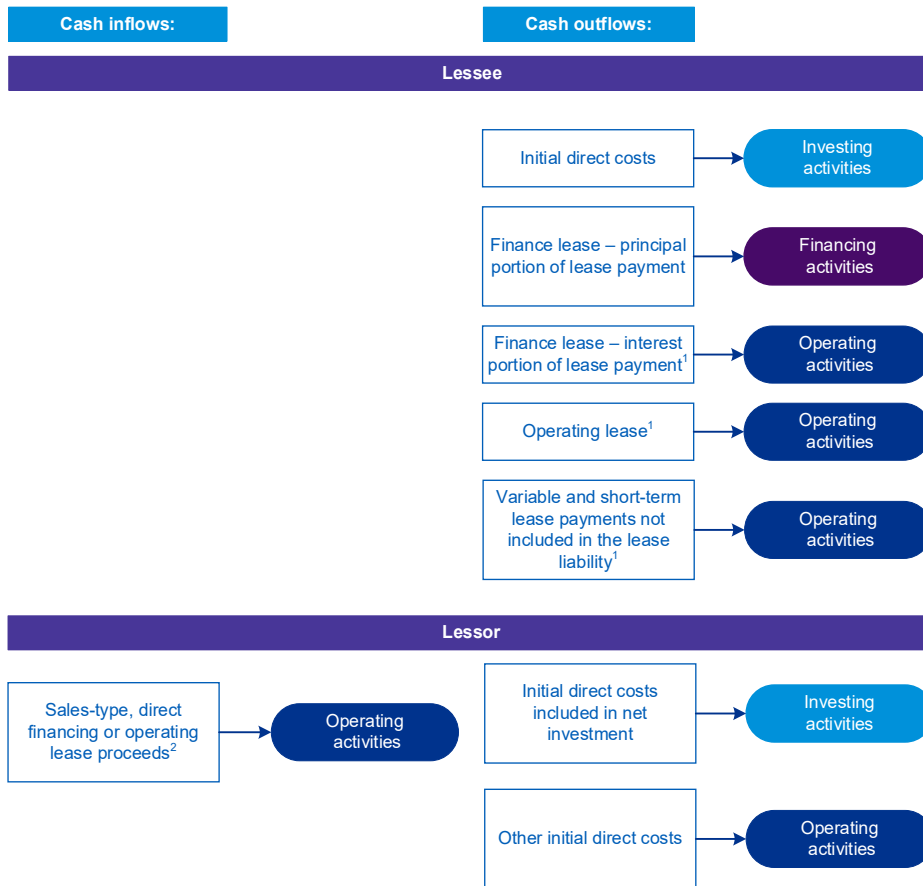 Cash inflows:
Cash outflows:
Lessee
Initial direct costs
Investing
activities
Finance lease – principal
portion of lease payment
Financing
activities
Finance lease – interest
portion of lease payment1
Operating
activities
Operating lease1
Operating
activities
Variable and short-term
lease payments not
included in the lease
liability1
Operating
activities
Lessor
Sales-type, direct
financing or operating
lease proceeds2
Operating
activities
Initial direct costs
included in net
investment
Investing
activities
Other initial direct costs
Operating
activities